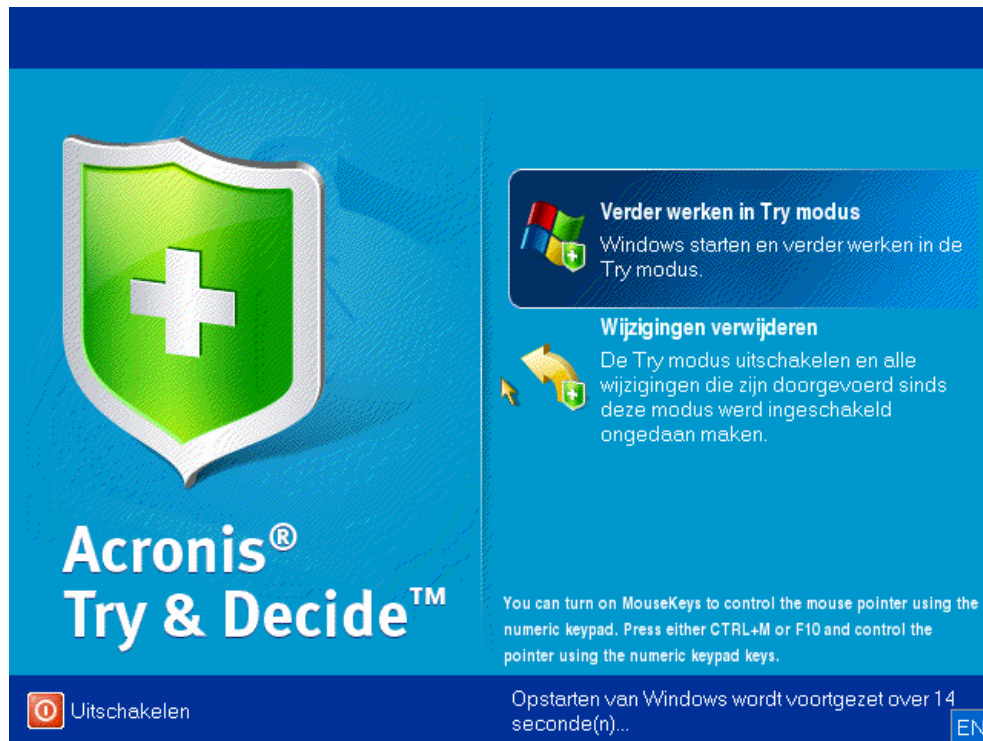 Verder werken in Try modus
Windows starten en verder werken in de
Try modus.
Wijzigingen verwijderen
De Try modus uitschakelen en alle
wijzigingen die zijn doorgevoerd sinds
deze modus werd ingeschakeld
ongedaan maken.
Acronis®
Try & Decide™
You can turn on MouseKeys to control the mouse pointer using the
numeric keypad. Press either CTRL+M or F10 and control the
pointer using the numeric keypad keys.
Uitschakelen
Opstarten van Windows wordt voortgezet over 14
seconde(n)...
EN